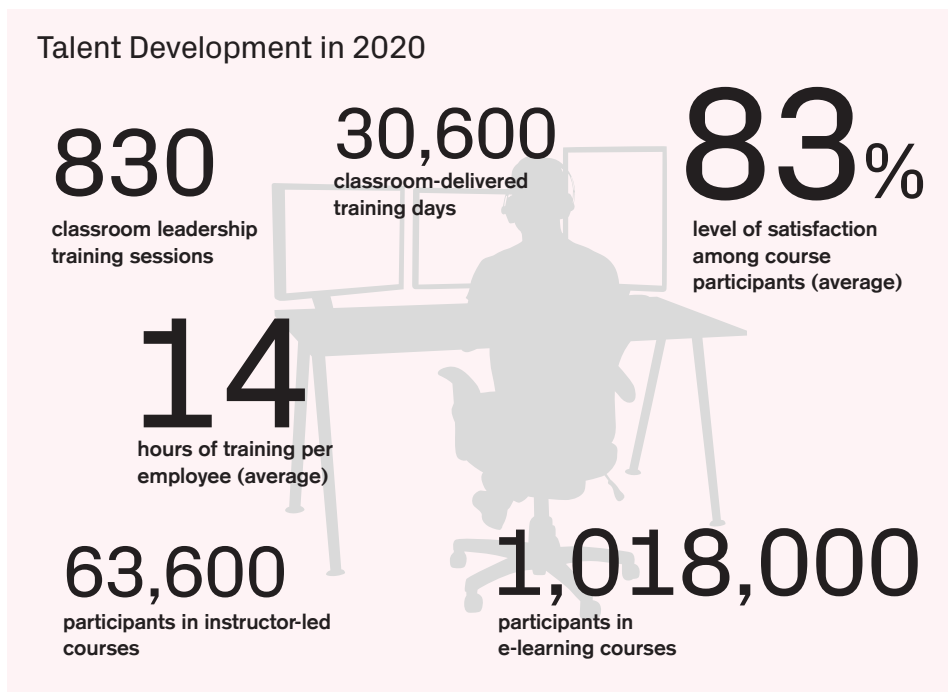 Talent Development in 2020
830
classroom leadership
training sessions
30,600
classroom-delivered
training days
83%
level of satisfaction
among course
participants (average)
14
hours of training per
employee (average)
63,600
participants in instructor-led
courses
1,018,000
participants in
e-learning courses